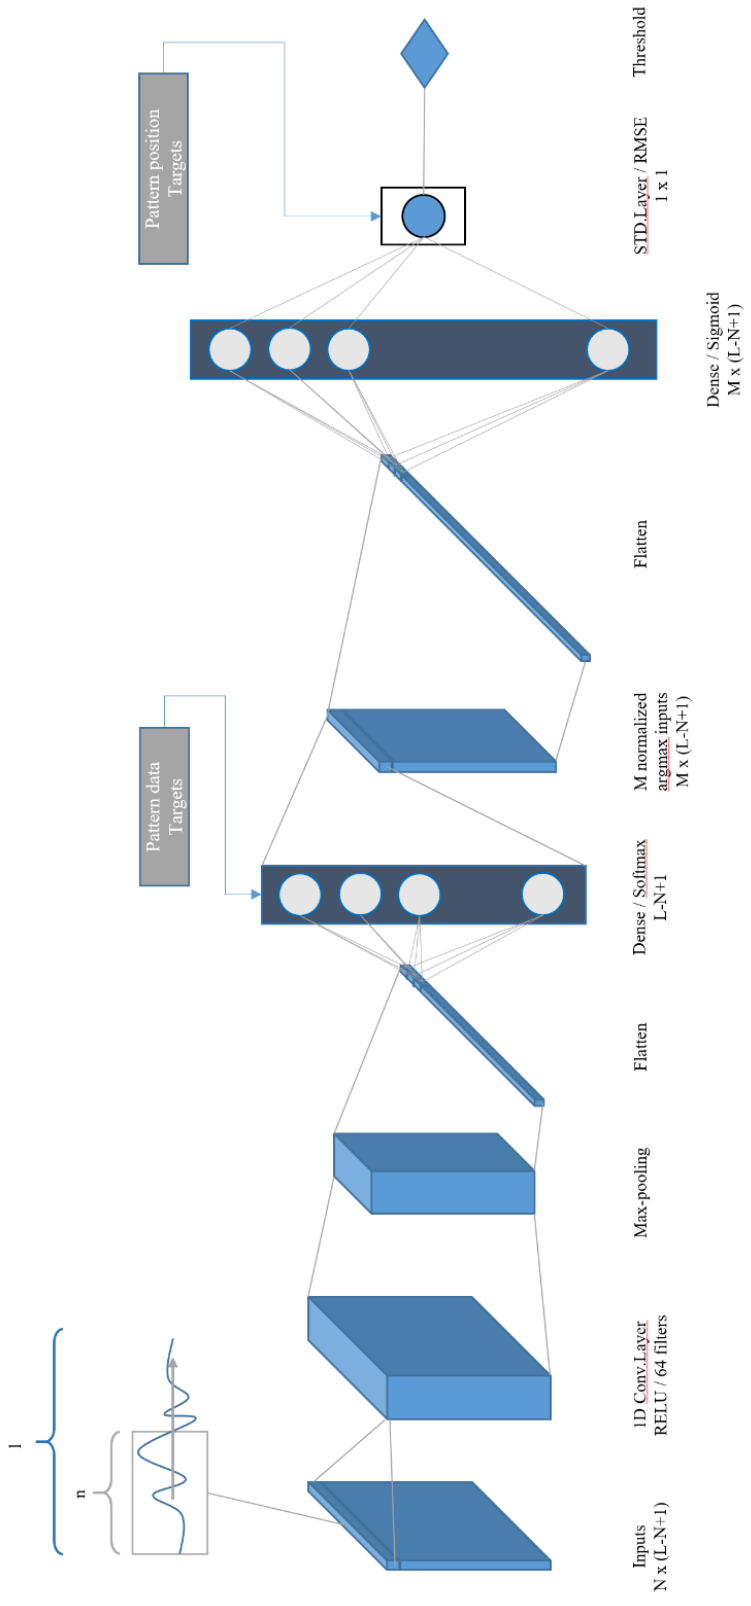 l
n
Inputs
N x (L-N+1)
1D Conv.Layer
RELU / 64 filters
Max-pooling
Flatten
Pattern data
Targets
Dense / Softmax
L-N+1
M normalized
argmax inputs
M x (L-N+1)
Flatten
Dense / Sigmoid
M x (L-N+1)
Pattern position
Targets
STD.Layer / RMSE
1 x 1
Threshold